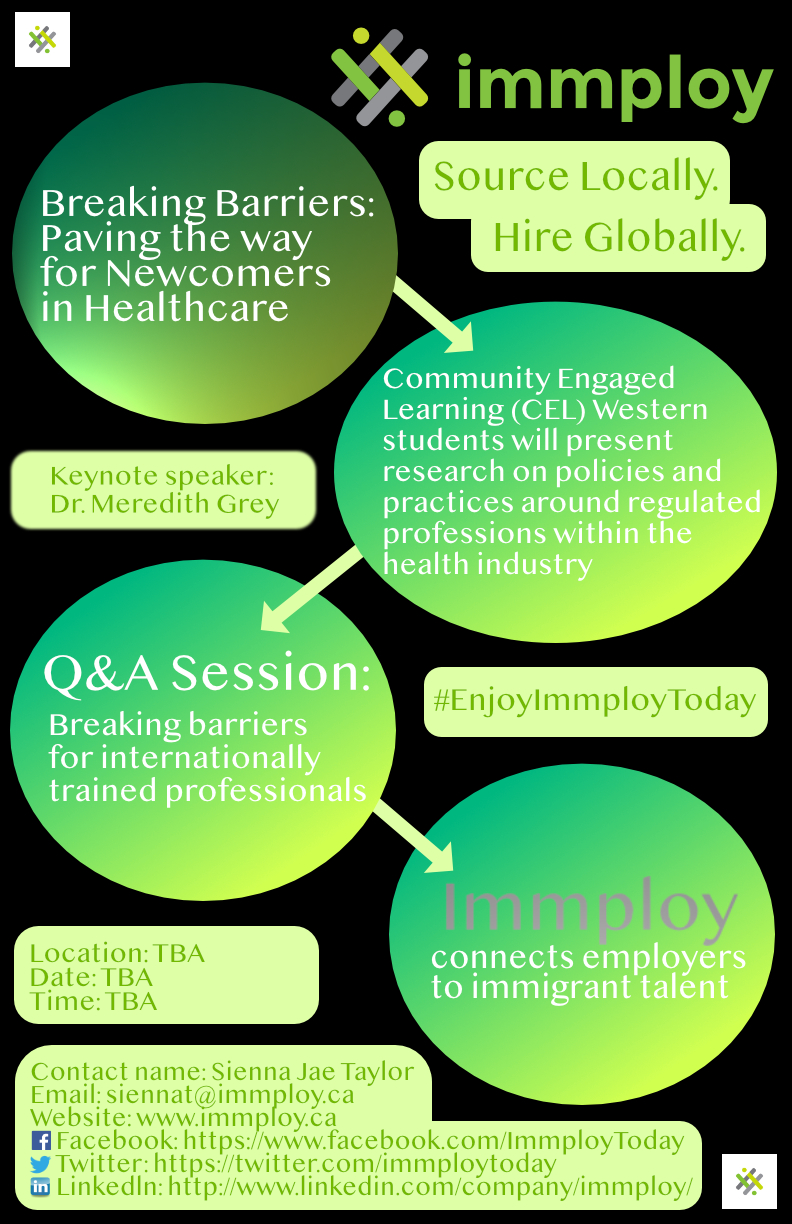 immploy
Source Locally.
Hire Globally.
Breaking Barriers:
Paving the way
for Newcomers
in Healthcare
Community Engaged
Learning (CEL) Western
students will present
research on policies and
practices around regulated
professions within the
health industry
Keynote speaker:
Dr. Meredith Grey
Q&A Session:
Breaking barriers
for internationally
trained professionals
#EnjoyImmployToday
Immploy
connects employers
to immigrant talent
Location: TBA
Date: TBA
Time: TBA
Contact name: Sienna Jae Taylor
Email: siennat@immploy.ca
Website: www.immploy.ca
Facebook: https://www.facebook.com/ImmployToday
Twitter: https://twitter.com/immploytoday
LinkedIn: http://www.linkedin.com/company/immploy/